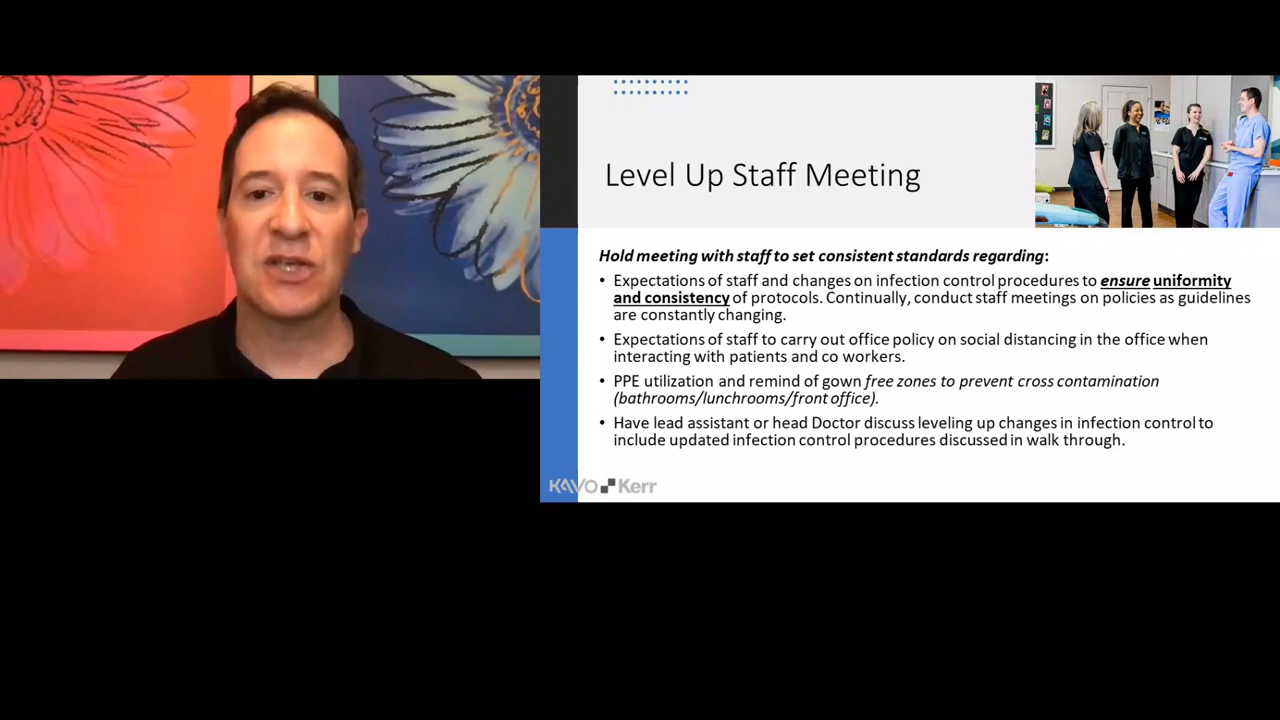 Level Up Staff Meeting
Hold meeting with staff to set consistent standards regarding:
• Expectations of staff and changes on infection control procedures to ensure uniformity
and consistency of protocols. Continually, conduct staff meetings on policies as guidelines
are constantly changing.
• Expectations of staff to carry out office policy on social distancing in the office when
interacting with patients and co workers.
• PPE utilization and remind of gown free zones to prevent cross contamination
(bathrooms/lunchrooms/front office).
• Have lead assistant or head Doctor discuss leveling up changes in infection control to
include updated infection control procedures discussed in walk through.
KAVO Kerr